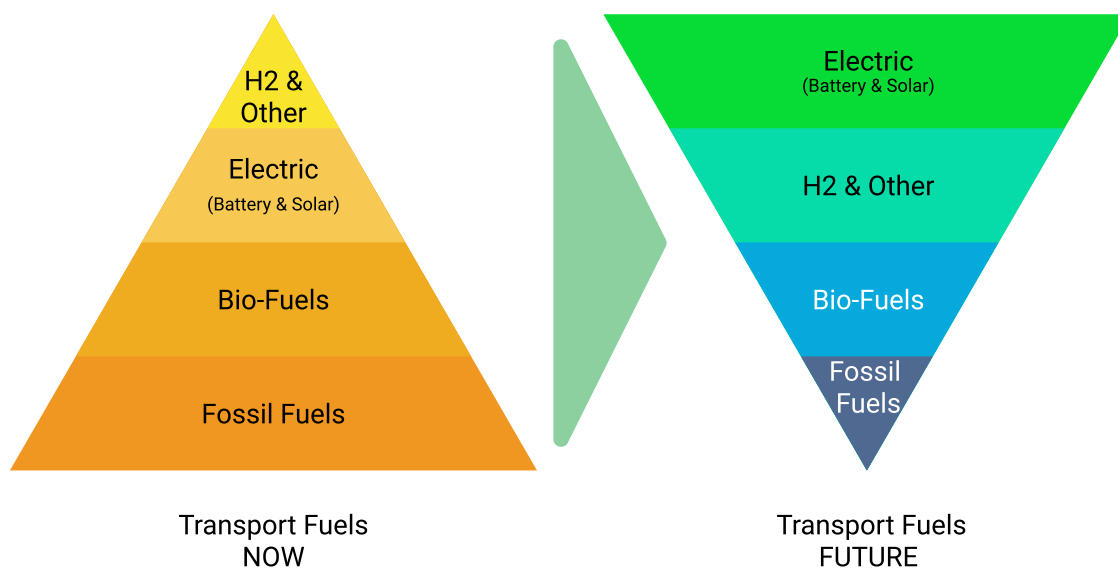 H2 &
Other
Electric
(Battery & Solar)
Bio-Fuels
Fossil Fuels
Transport Fuels
NOW
Electric
(Battery & Solar)
H2 & Other
Bio-Fuels
Fossil
Fuels
Transport Fuels
FUTURE